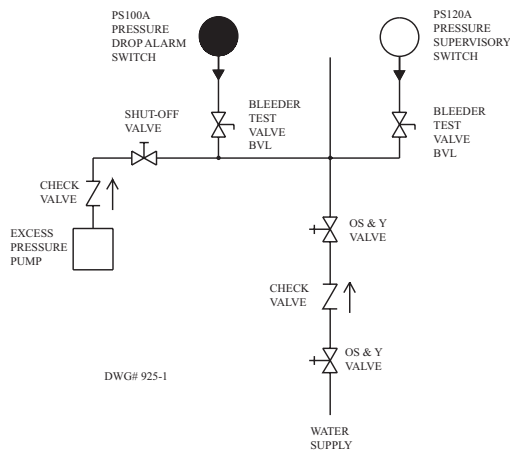 PS100A
PRESSURE
DROP ALARM
SWITCH
PS120A
PRESSURE
SUPERVISORY
SWITCH
SHUT-OFF
VALVE
BLEEDER
TEST
VALVE
BVL
BLEEDER
TEST
VALVE
BVL
CHECK
VALVE
EXCESS
PRESSURE
PUMP
OS & Y
VALVE
CHECK
VALVE
OS & Y
VALVE
DWG# 925-1
WATER
SUPPLY